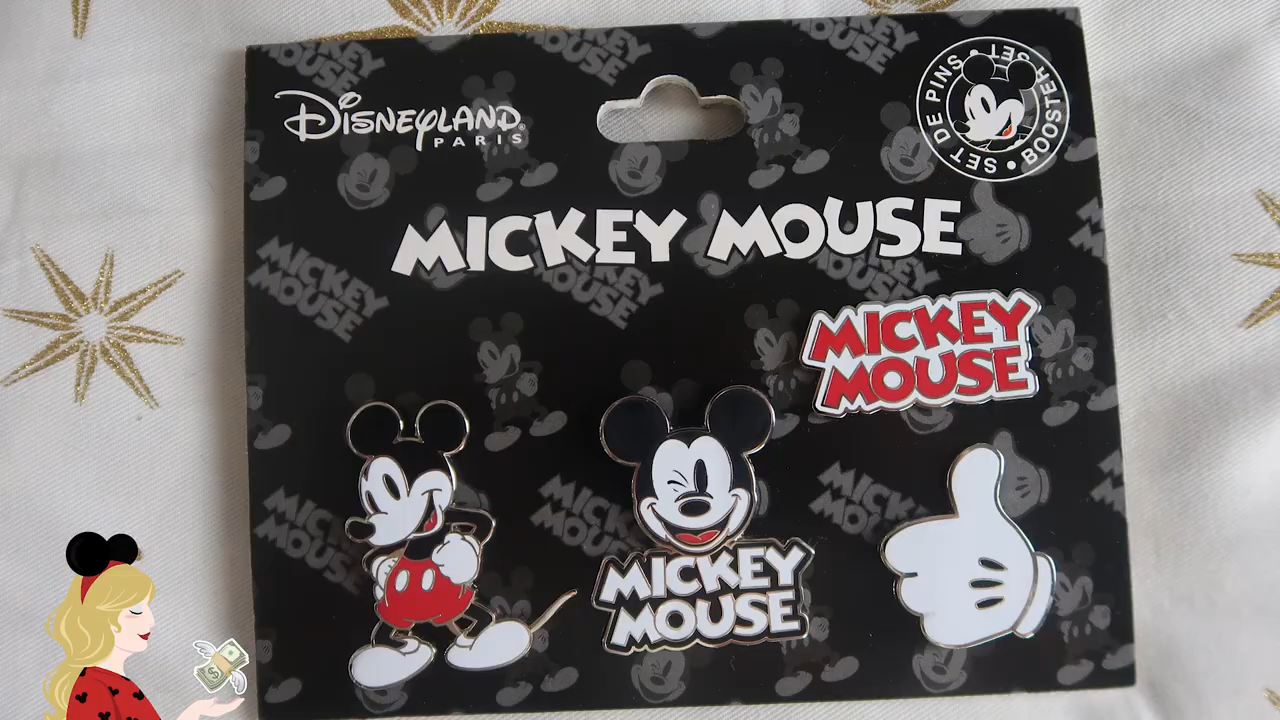 DISNEYLAND
PARIS
SET DE PINS • BOOSTER SET •
MICKEY MOUSE
MICKEY
MOUSE
MICKEY
MOUSE